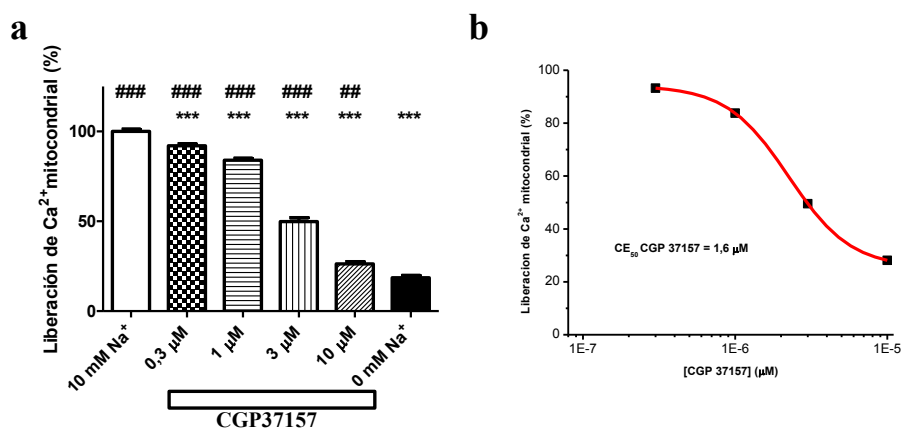 a
Liberación de Ca²⁺mitocondrial (%)
### ### ### ### ##
*** *** *** *** ***
100
50
0
10 mM Na⁺
0,3 µM
1 µM
3 µM
10 µM
0 mM Na⁺
CGP37157
b
Liberacion de Ca²⁺ mitocondrial (%)
100
80
60
40
20
0
CE₅₀ CGP 37157 = 1,6 µM
1E-7 1E-6 1E-5
[CGP 37157] (µM)